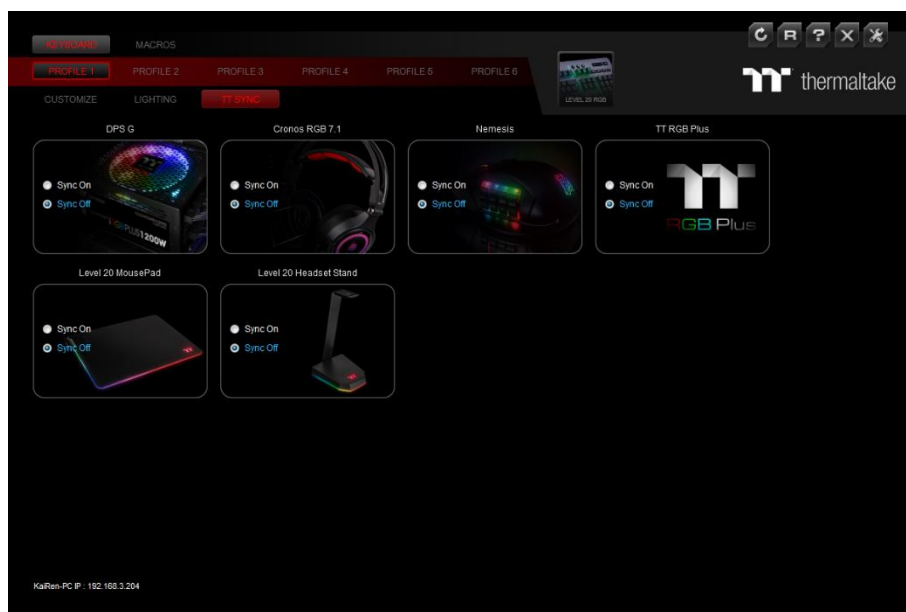 C R ? X
KEYBOARD MACROS
PROFILE 1 PROFILE 2 PROFILE 3 PROFILE 4 PROFILE 5 PROFILE 6
thermaltake
CUSTOMIZE LIGHTING TT SYNC
LEVEL 20 RGB
DPS G Cronos RGB 7.1 Nemesis TT RGB Plus
Sync On Sync On Sync On Sync On
Sync Off Sync Off Sync Off Sync Off
RGB Plus
RGB PLUS 1200W
Level 20 MousePad Level 20 Headset Stand
Sync On Sync On
Sync Off Sync Off
KaiRen-PC IP : 192.168.3.204